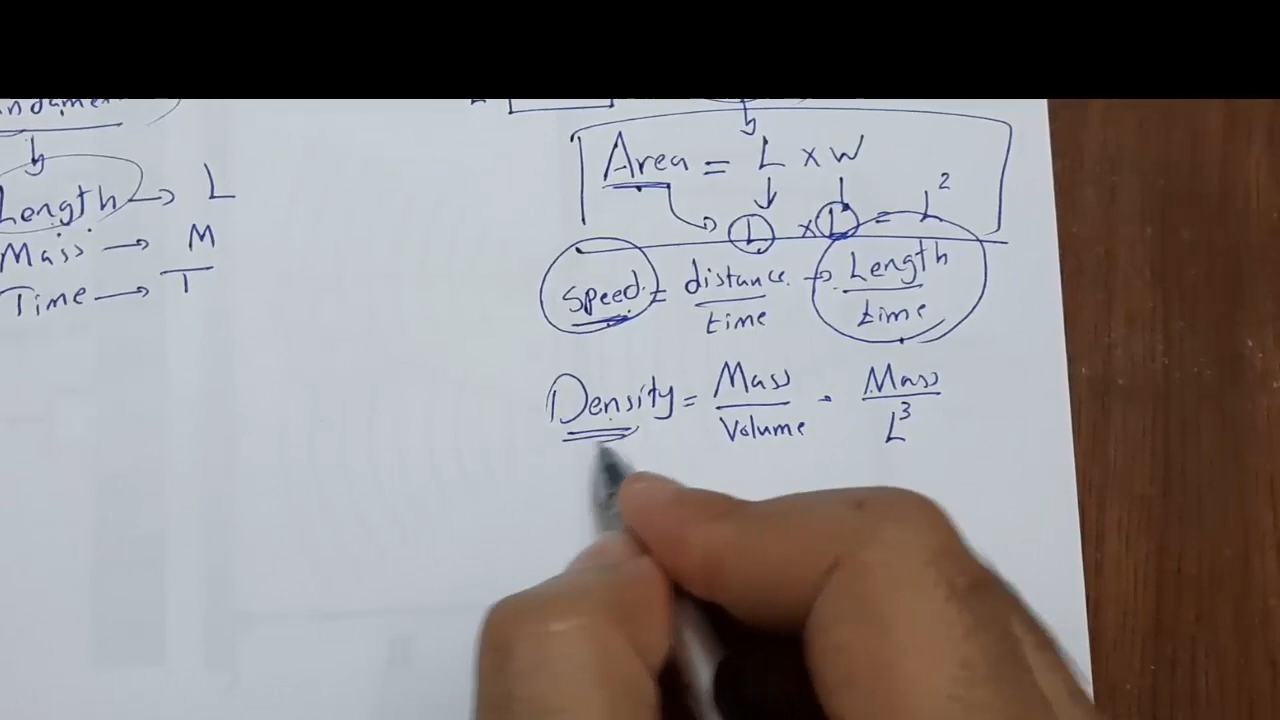 Length → L
Mass → M
Time → T
Area = L x W
L x L = L²
Speed = distance / time → Length / time
Density = Mass / Volume - Mass / L³